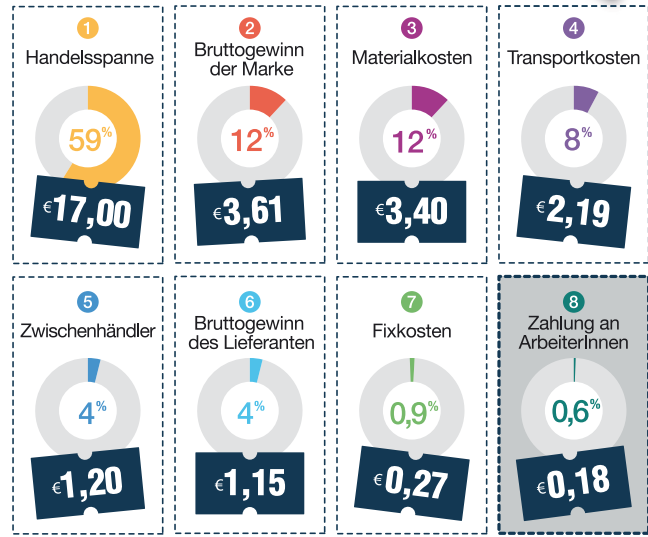 1
Handelsspanne
59%
€17,00
2
Bruttogewinn
der Marke
12%
€3,61
3
Materialkosten
12%
€3,40
4
Transportkosten
8%
€2,19
5
Zwischenhändler
4%
€1,20
6
Bruttogewinn
des Lieferanten
4%
€1,15
7
Fixkosten
0,9%
€0,27
8
Zahlung an
ArbeiterInnen
0,6%
€0,18